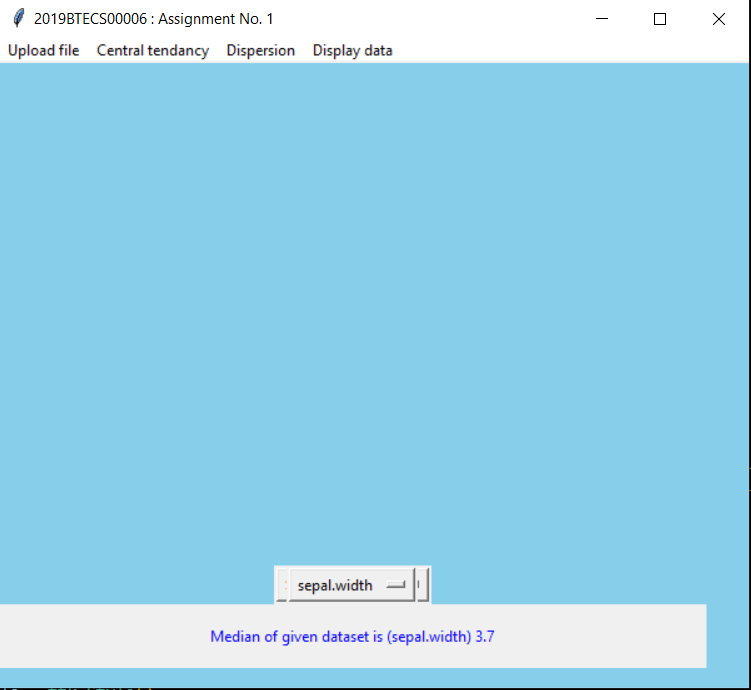 2019BTECS00006 : Assignment No. 1
Upload file Central tendancy Dispersion Display data
sepal.width
Median of given dataset is (sepal.width) 3.7